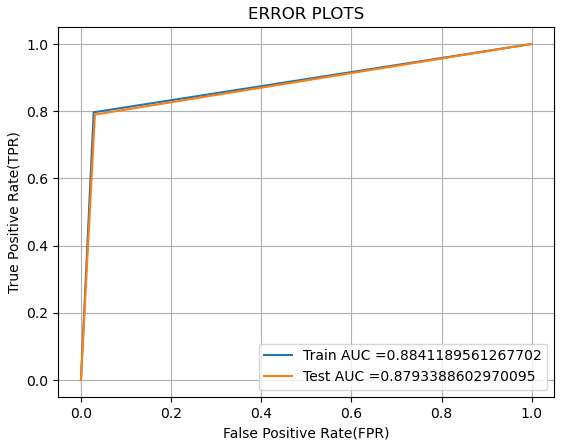 ERROR PLOTS
1.0
0.8
0.6
0.4
0.2
0.0
True Positive Rate(TPR)
Train AUC =0.8841189561267702
Test AUC =0.8793388602970095
0.0 0.2 0.4 0.6 0.8 1.0
False Positive Rate(FPR)